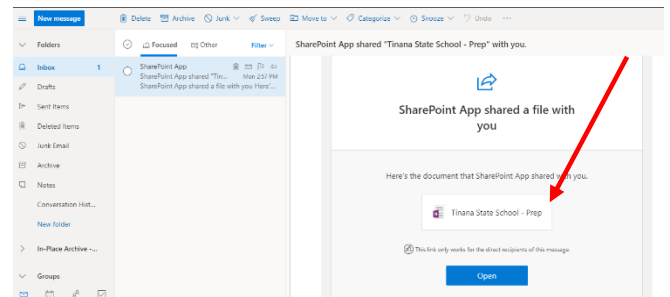 New message
Delete Archive Junk Sweep Move to Categorize Snooze Undo ...
Folders
Focused Other Filter
Inbox 1
Drafts
Sent Items
Deleted Items
Junk Email
Archive
Notes
Conversation Hist...
New folder
In-Place Archive -...
Groups
SharePoint App
SharePoint App shared "Tin... Mon 2:57 PM
SharePoint App shared a file with you Here'...
SharePoint App shared "Tinana State School - Prep" with you.
SharePoint App shared a file with
you
Here's the document that SharePoint App shared with you.
Tinana State School - Prep
This link only works for the direct recipients of this message.
Open